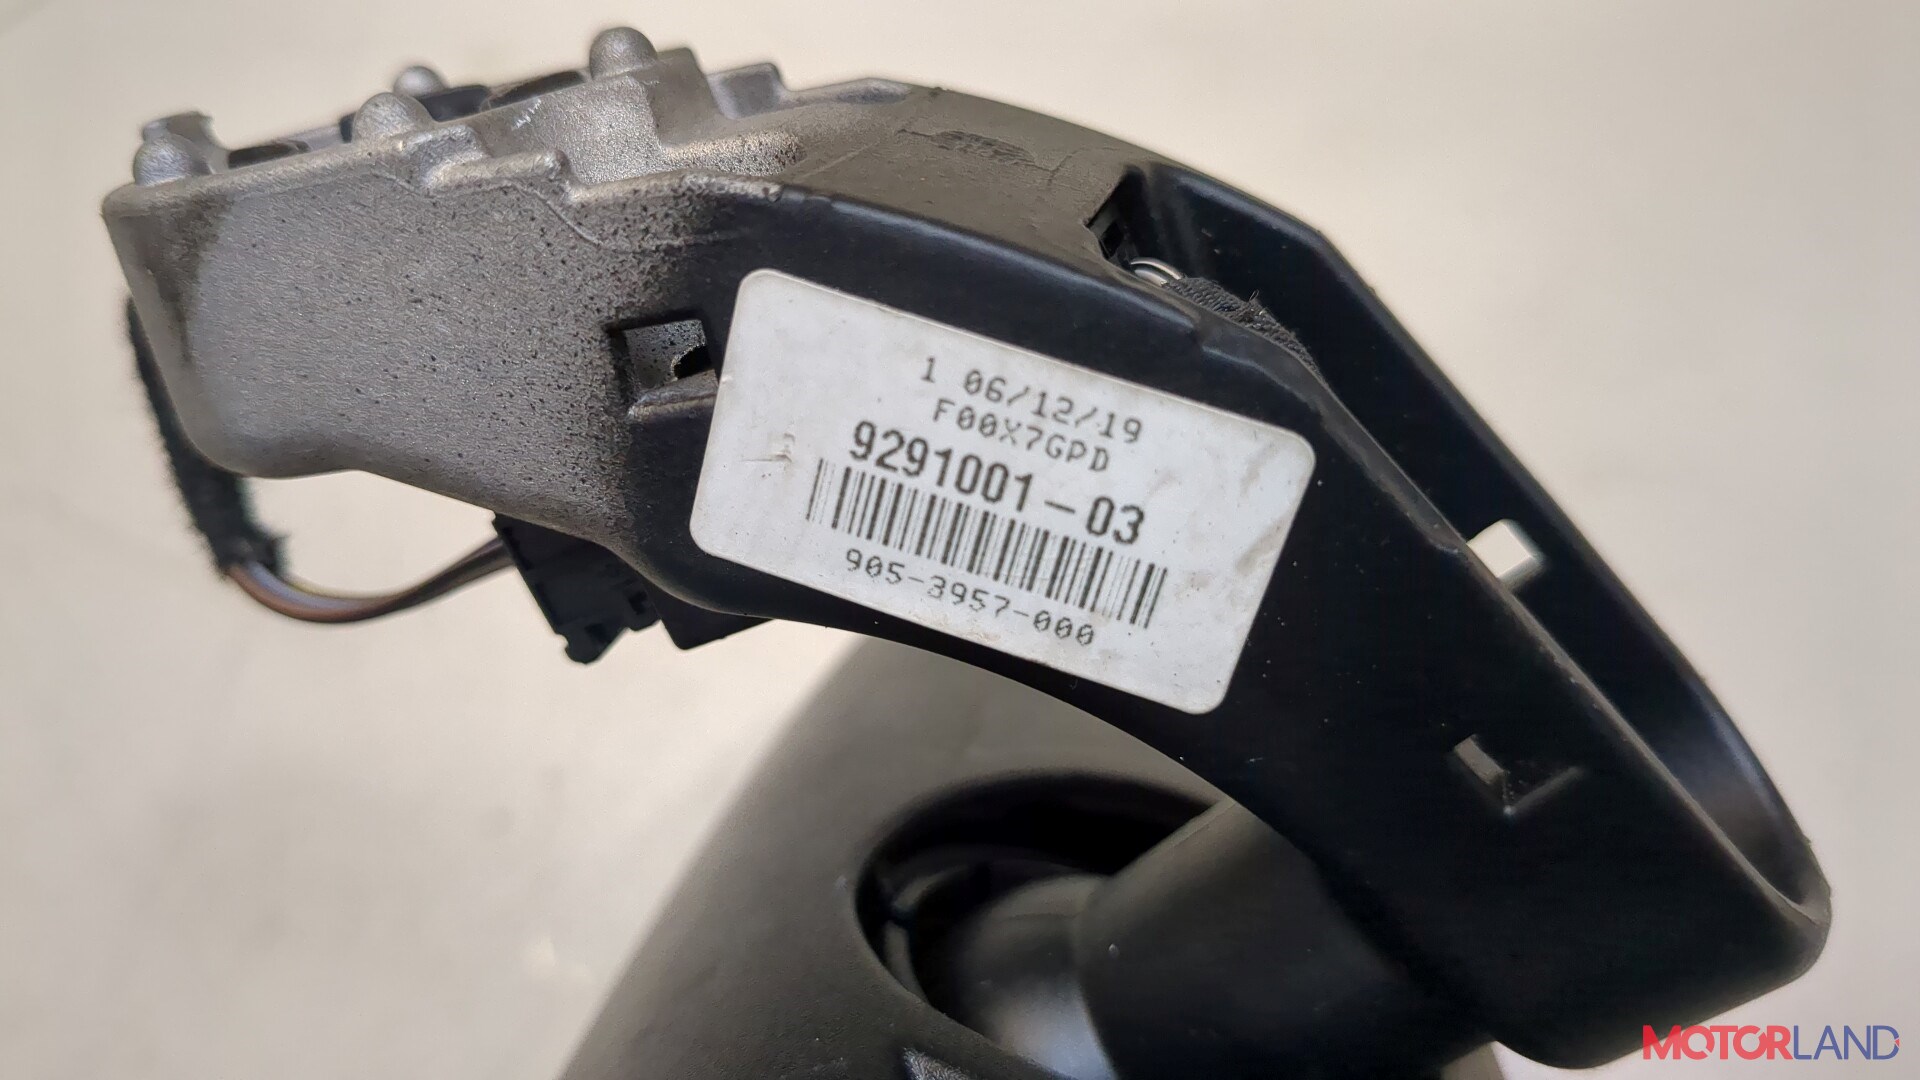 1 06/12/19
F00X7GPD
9291001-03
905-3957-000
MOTORLAND